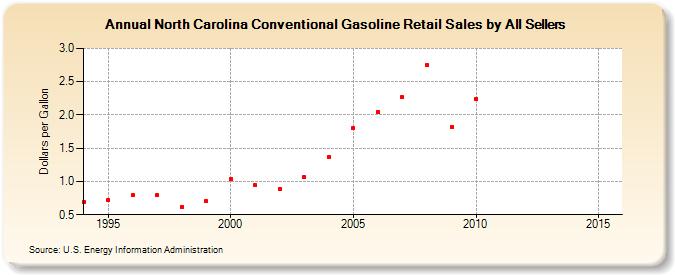 Annual North Carolina Conventional Gasoline Retail Sales by All Sellers
Dollars per Gallon
3.0
2.5
2.0
1.5
1.0
0.5
1995 2000 2005 2010 2015
Source: U.S. Energy Information Administration